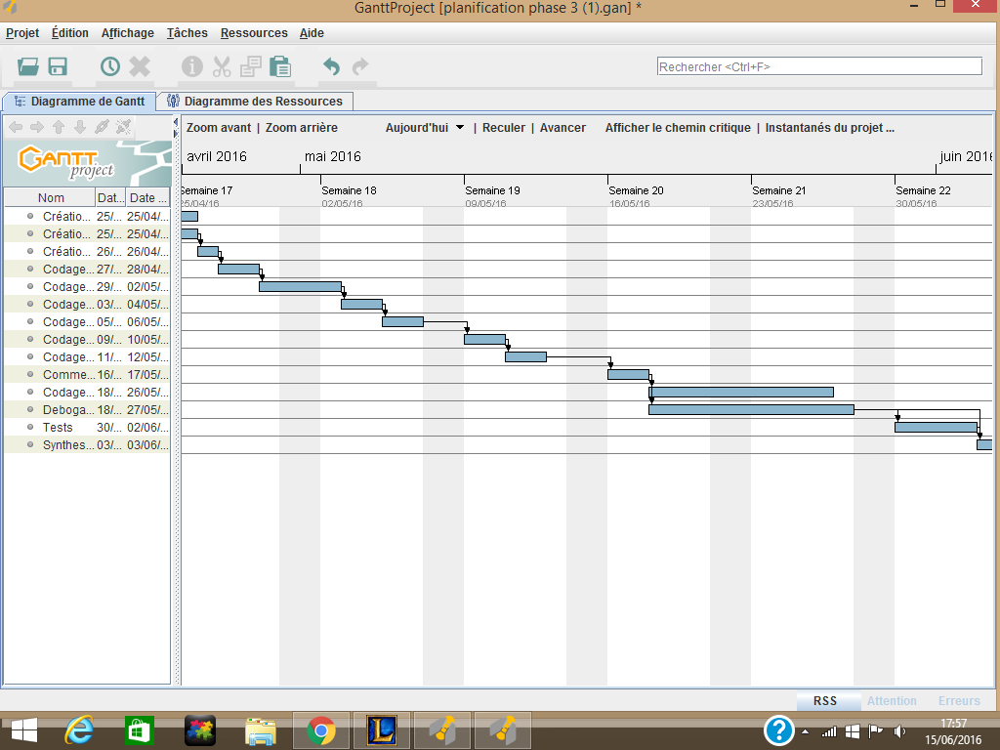 GanttProject [planification phase 3 (1).gan] *
Projet Édition Affichage Tâches Ressources Aide
Rechercher <Ctrl+F>
Diagramme de Gantt Diagramme des Ressources
Zoom avant | Zoom arrière Aujourd'hui | Reculer | Avancer Afficher le chemin critique | Instantanés du projet ...
GANTT project
avril 2016 mai 2016 juin 2016
Nom Dat... Date ...
Semaine 17 Semaine 18 Semaine 19 Semaine 20 Semaine 21 Semaine 22
25/04/16 02/05/16 09/05/16 16/05/16 23/05/16 30/05/16
Créatio... 25/... 25/04/...
Créatio... 25/... 25/04/...
Créatio... 26/... 26/04/...
Codage... 27/... 28/04/...
Codage... 29/... 02/05/...
Codage... 03/... 04/05/...
Codage... 05/... 06/05/...
Codage... 09/... 10/05/...
Codage... 11/... 12/05/...
Comme... 16/... 17/05/...
Codage... 18/... 26/05/...
Deboga... 18/... 27/05/...
Tests 30/... 02/06/...
Synthes... 03/... 03/06/...
RSS Attention Erreurs
17:57
15/06/2016